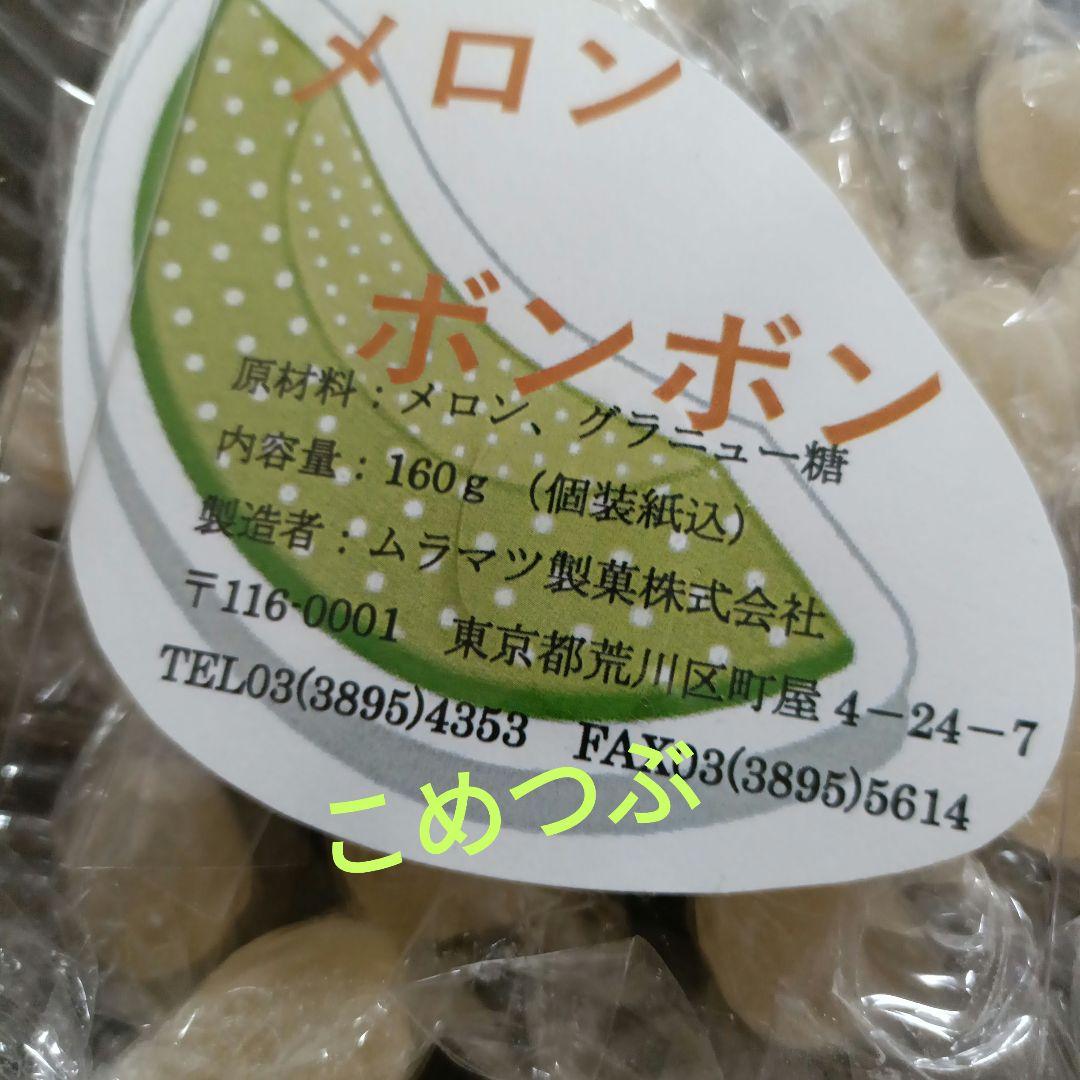 メロン
ボンボン
原材料：メロン、グラニュー糖
内容量：160ｇ （個装紙込）
製造者：ムラマツ製菓株式会社
〒116-0001 東京都荒川区町屋４－24－7
TEL03(3895)4353 FAX03(3895)5614
こめつぶ